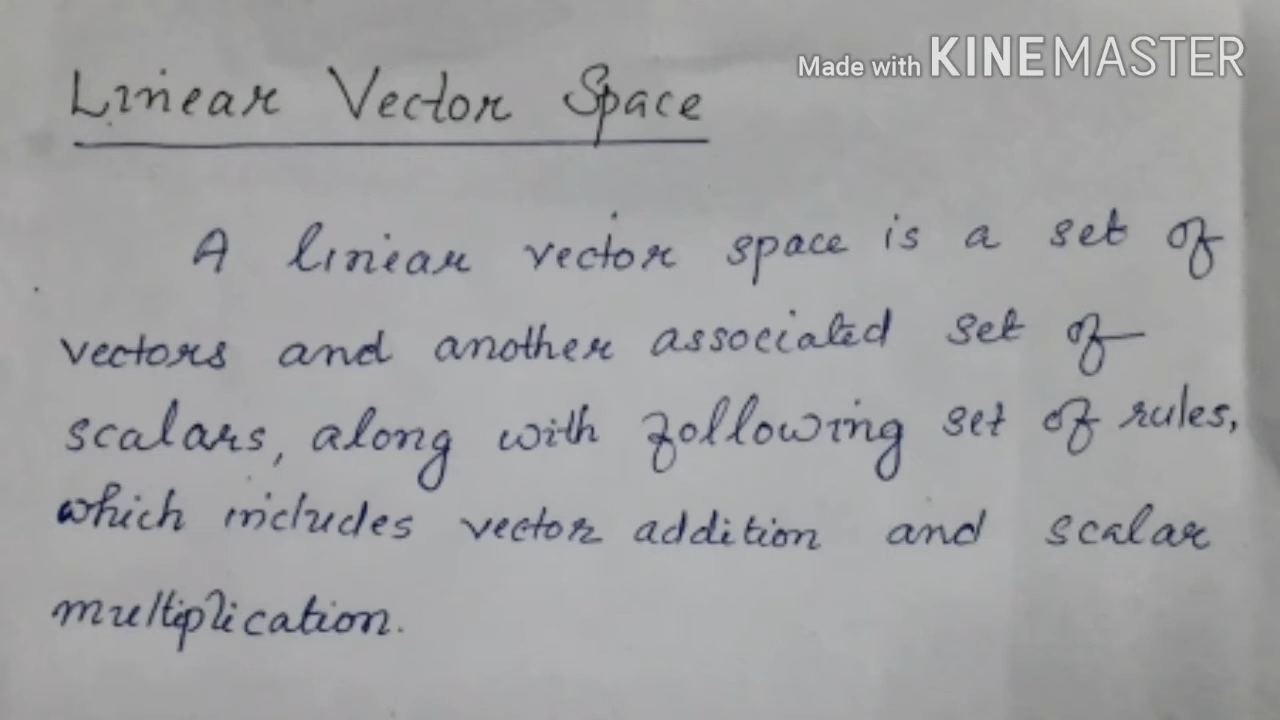 Made with KINEMASTER
Linear Vector Space
A linear vector space is a set of
vectors and another associated set of
scalars, along with following set of rules,
which includes vector addition and scalar
multiplication.